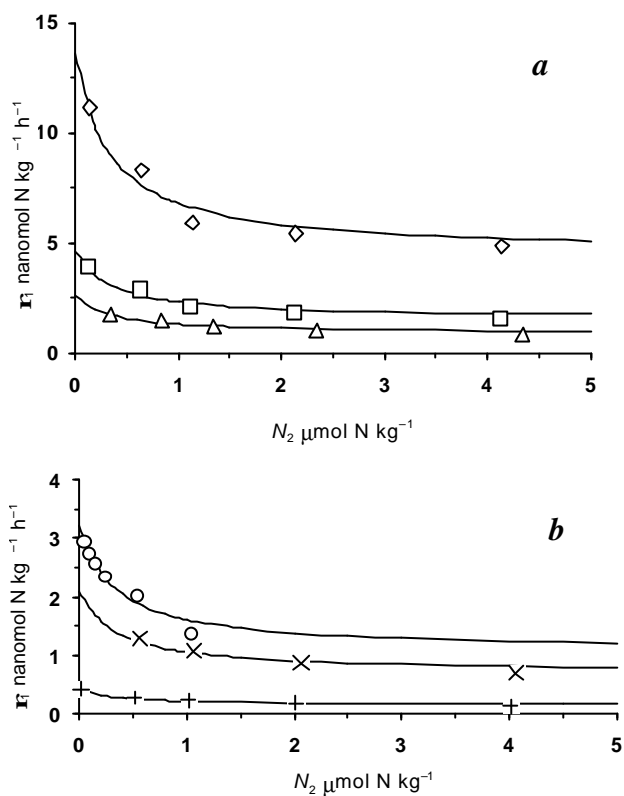 a
15
10
5
0
0 1 2 3 4 5
r₁ nanomol N kg⁻¹ h⁻¹
N₂ μmol N kg⁻¹
b
4
3
2
1
0
0 1 2 3 4 5
r₁ nanomol N kg⁻¹ h⁻¹
N₂ μmol N kg⁻¹